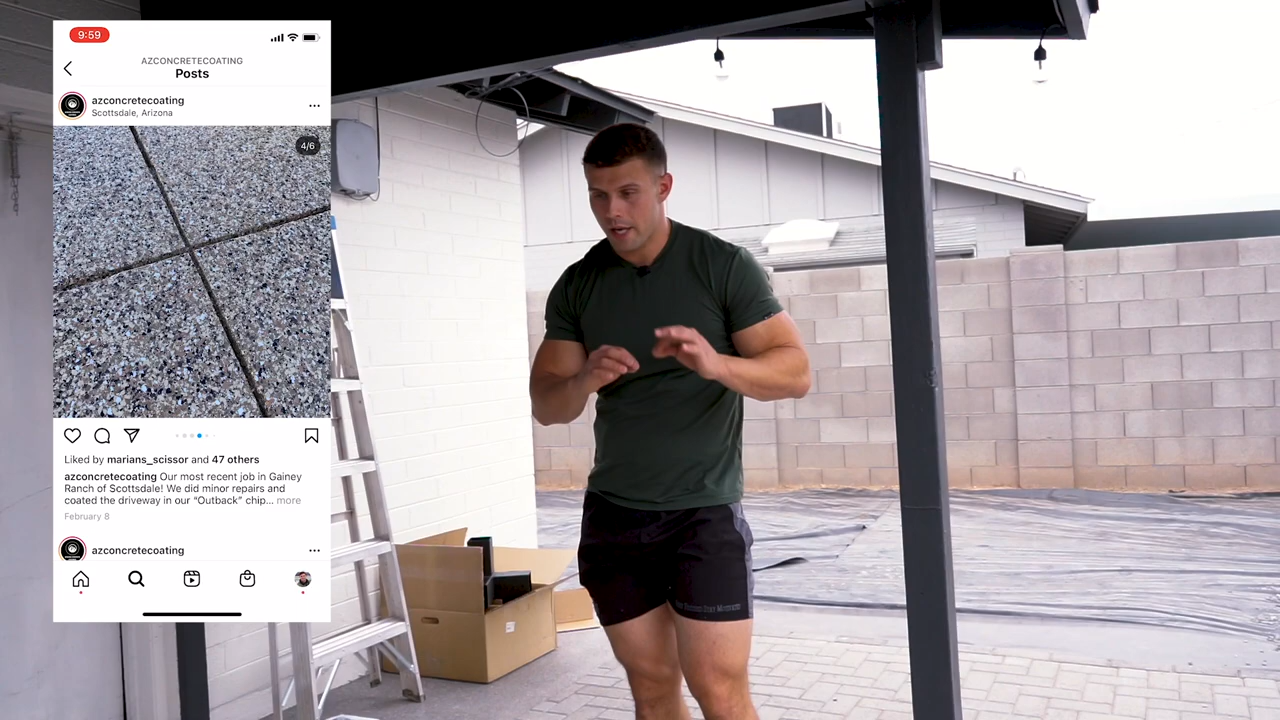 9:59
AZCONCRETECOATING
Posts
azconcretecoating
Scottsdale, Arizona
4/6
Liked by marians_scissor and 47 others
azconcretecoating Our most recent job in Gainey
Ranch of Scottsdale! We did minor repairs and
coated the driveway in our “Outback” chip... more
February 8
azconcretecoating